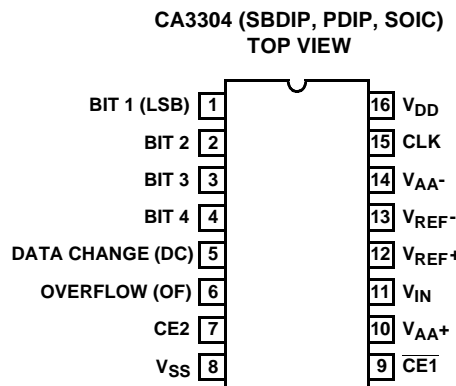 CA3304 (SBDIP, PDIP, SOIC)
TOP VIEW
BIT 1 (LSB) 1 16 VDD
BIT 2 2 15 CLK
BIT 3 3 14 VAA-
BIT 4 4 13 VREF-
DATA CHANGE (DC) 5 12 VREF+
OVERFLOW (OF) 6 11 VIN
CE2 7 10 VAA+
VSS 8 9 C̅E̅1̅